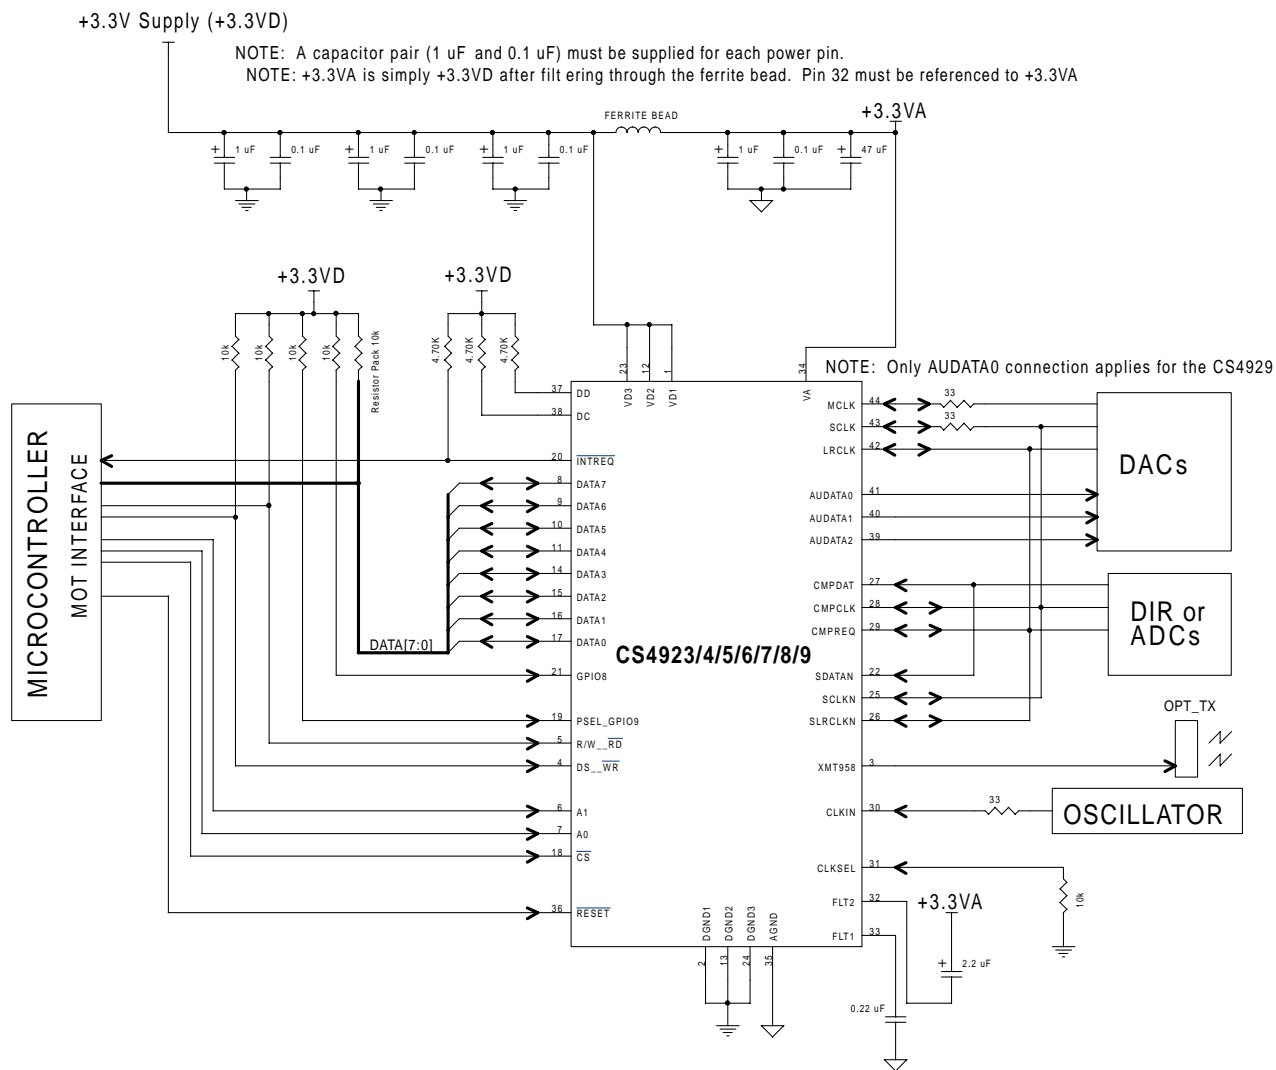 +3.3V Supply (+3.3VD)
NOTE: A capacitor pair (1 uF and 0.1 uF) must be supplied for each power pin.
NOTE: +3.3VA is simply +3.3VD after filt ering through the ferrite bead. Pin 32 must be referenced to +3.3VA
FERRITE BEAD
+3.3VA
+ 1 uF
0.1 uF
+ 1 uF
0.1 uF
+ 1 uF
0.1 uF
+ 1 uF
0.1 uF
+ 47 uF
+3.3VD
+3.3VD
10k
10k
10k
10k
Resistor Pack 10k
4.70K
4.70K
4.70K
23
12
1
34
VD3
VD2
VD1
VA
NOTE: Only AUDATA0 connection applies for the CS4929
MICROCONTROLLER
MOT INTERFACE
DATA[7:0]
37 DD
38 DC
20 INTREQ
8 DATA7
9 DATA6
10 DATA5
11 DATA4
14 DATA3
15 DATA2
16 DATA1
17 DATA0
21 GPIO8
19 PSEL_GPIO9
5 R/W__RD
4 DS__WR
6 A1
7 A0
18 CS
36 RESET
CS4923/4/5/6/7/8/9
MCLK 44
33
SCLK 43
33
LRCLK 42
AUDATA0 41
AUDATA1 40
AUDATA2 39
DACs
CMPDAT 27
CMPCLK 28
CMPREQ 29
DIR or
ADCs
SDATAN 22
SCLKN 25
SLRCLKN 26
OPT_TX
XMT958 3
CLKIN 30
33
OSCILLATOR
CLKSEL 31
10k
FLT2 32
+3.3VA
FLT1 33
+ 2.2 uF
0.22 uF
DGND1
DGND2
DGND3
AGND
2
13
24
35